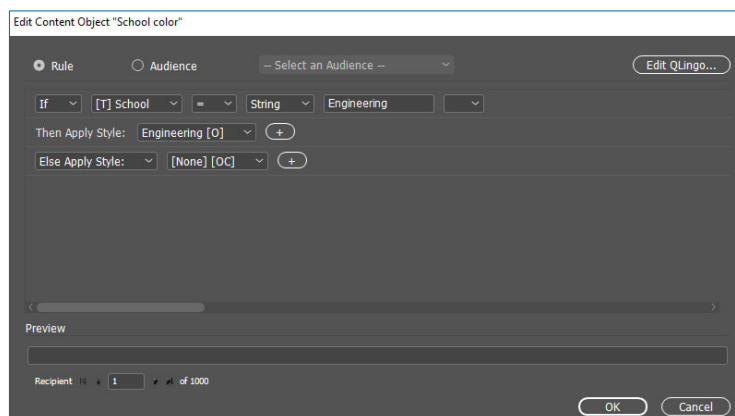 Edit Content Object "School color"
Rule Audience -- Select an Audience -- Edit QLingo...
If [T] School = String Engineering
Then Apply Style: Engineering [O] +
Else Apply Style: [None] [OC] +
Preview
Recipient 1 of 1000
OK Cancel